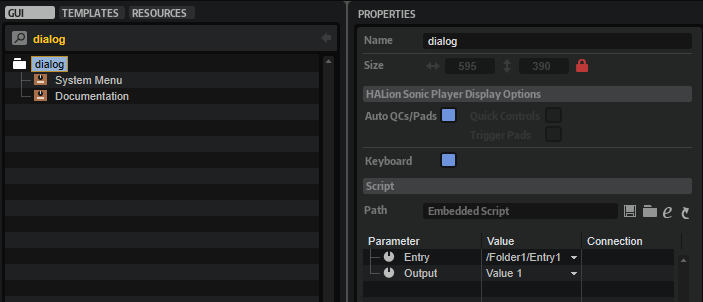 GUI TEMPLATES RESOURCES
dialog
dialog
System Menu
Documentation
PROPERTIES
Name dialog
Size 595 390
HALion Sonic Player Display Options
Auto QCs/Pads Quick Controls
Trigger Pads
Keyboard
Script
Path Embedded Script e
Parameter Value Connection
Entry /Folder1/Entry1
Output Value 1